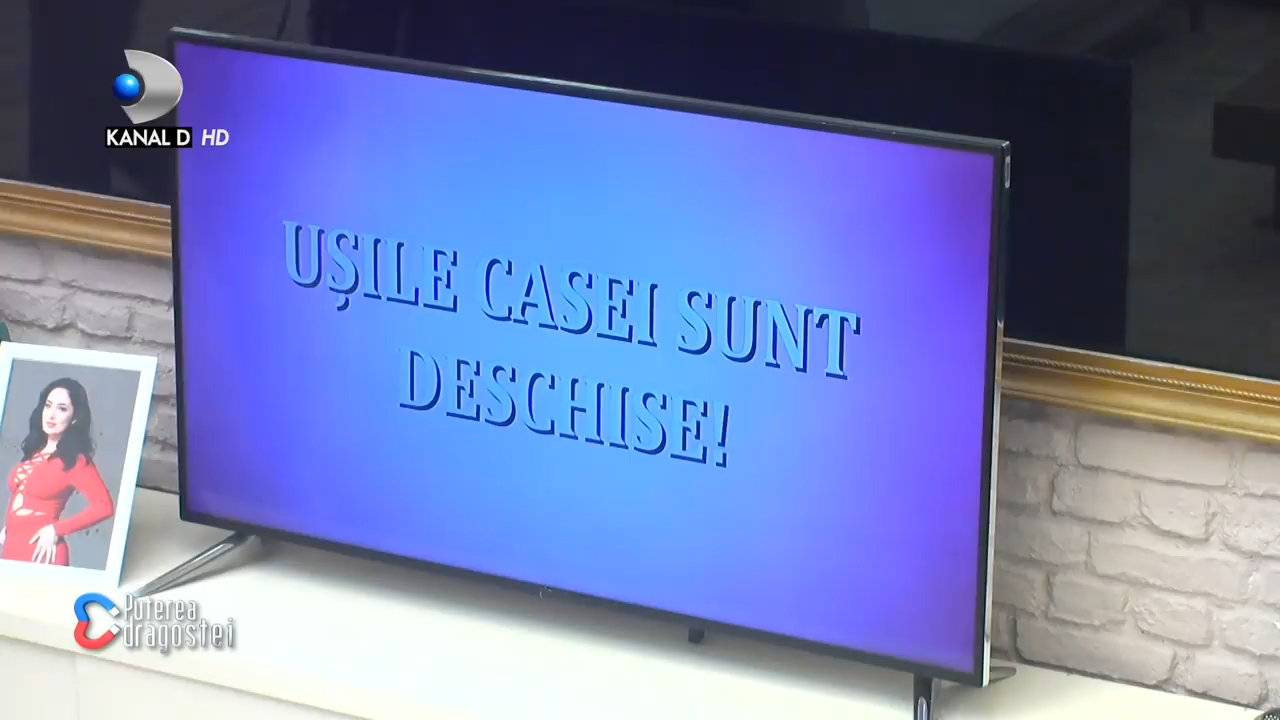 KANAL D HD
UȘILE CASEI SUNT
DESCHISE!
Puterea
dragostei